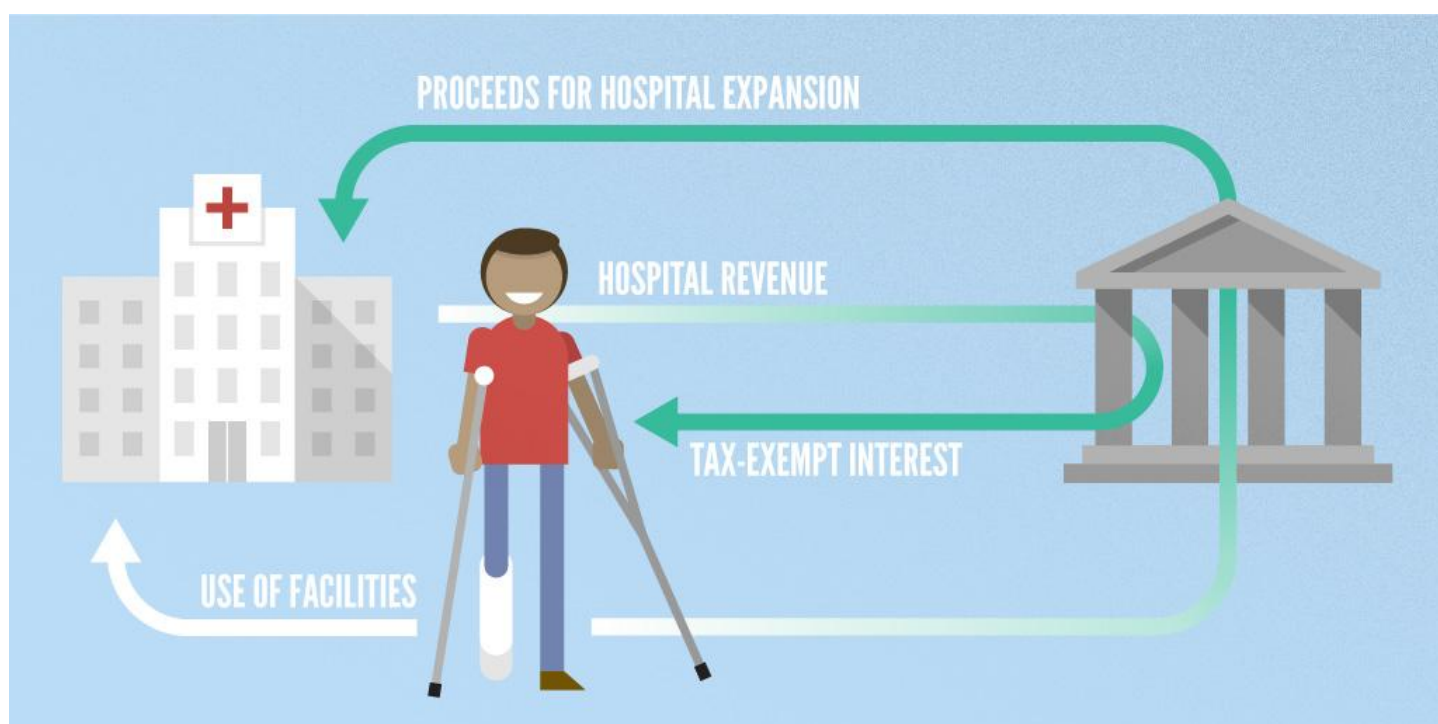 PROCEEDS FOR HOSPITAL EXPANSION
HOSPITAL REVENUE
TAX-EXEMPT INTEREST
USE OF FACILITIES